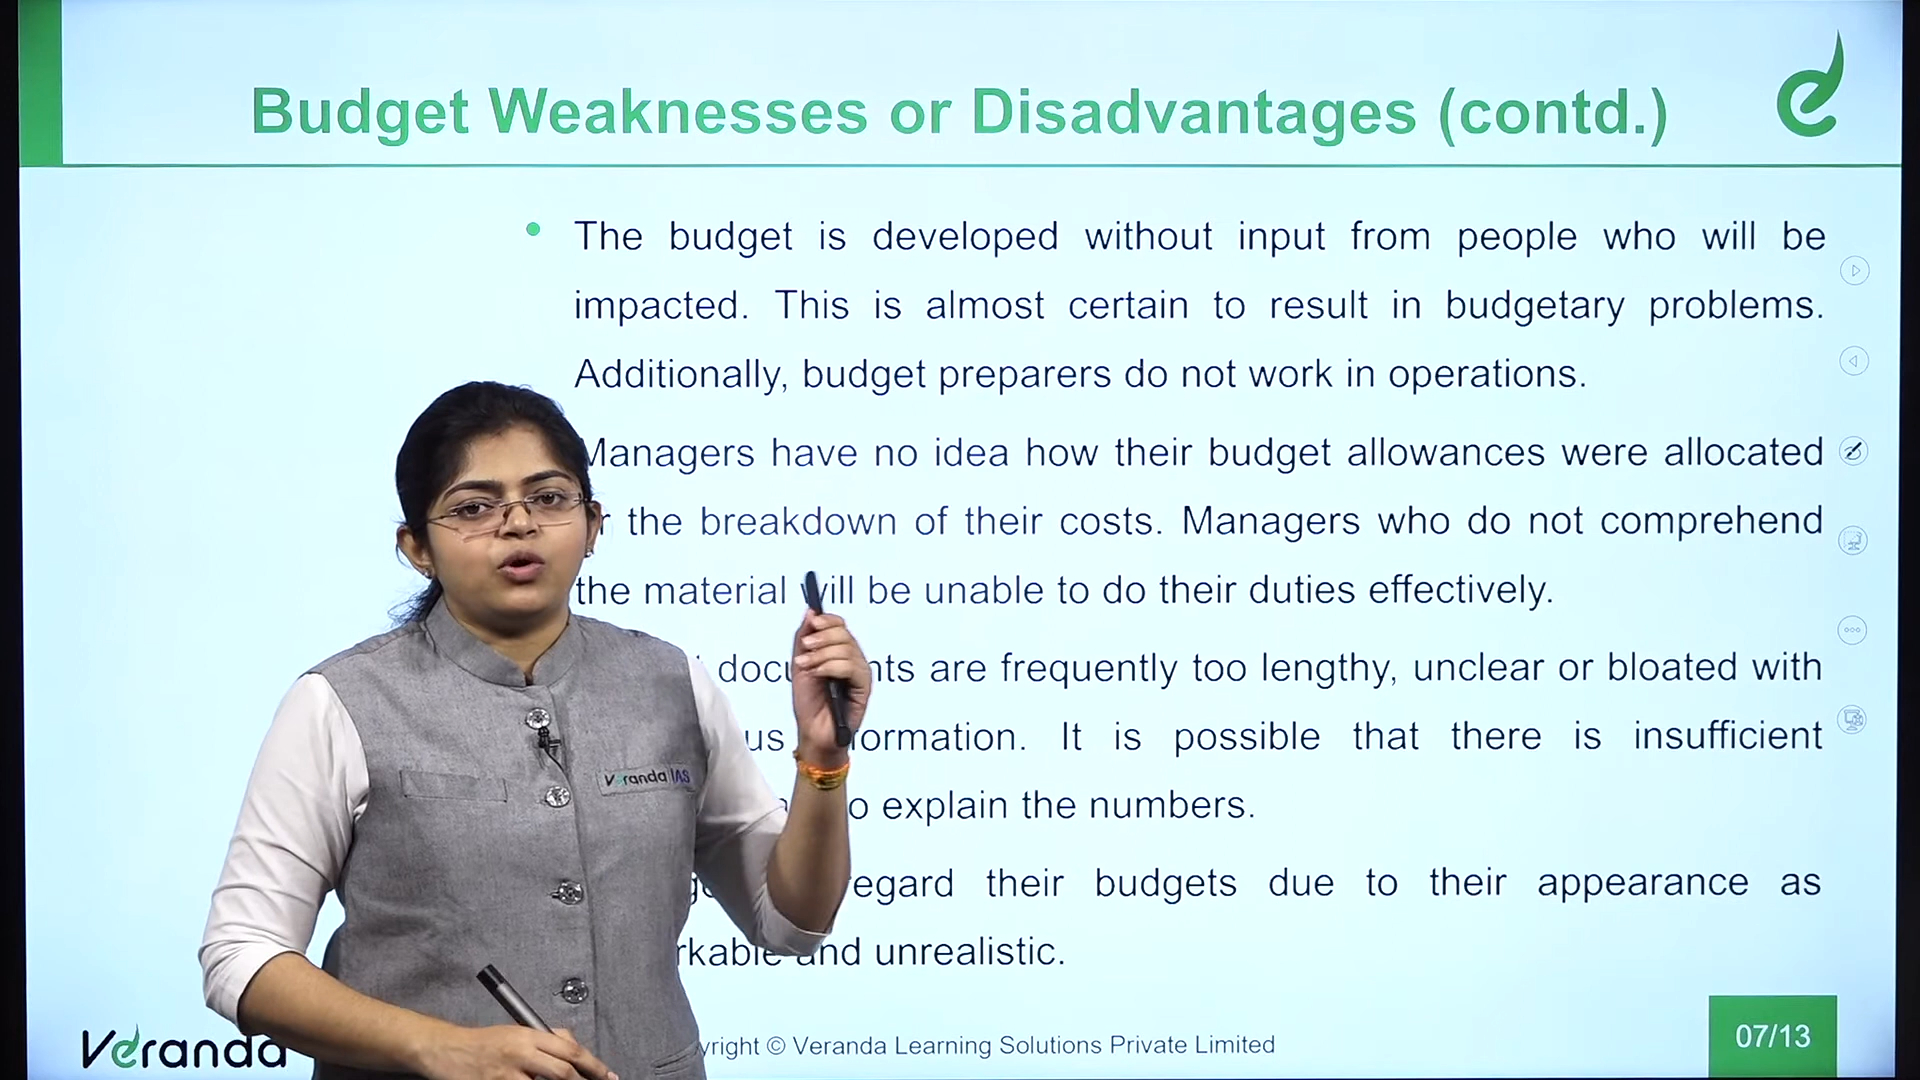 Budget Weaknesses or Disadvantages (contd.)
The budget is developed without input from people who will be
impacted. This is almost certain to result in budgetary problems.
Additionally, budget preparers do not work in operations.
Managers have no idea how their budget allowances were allocated
the breakdown of their costs. Managers who do not comprehend
the material will be unable to do their duties effectively.
are frequently too lengthy, unclear or bloated with
It is possible that there is insufficient
explain the numbers.
their budgets due to their appearance as
and unrealistic.
Veranda IAS
Veranda
© Veranda Learning Solutions Private Limited
07/13